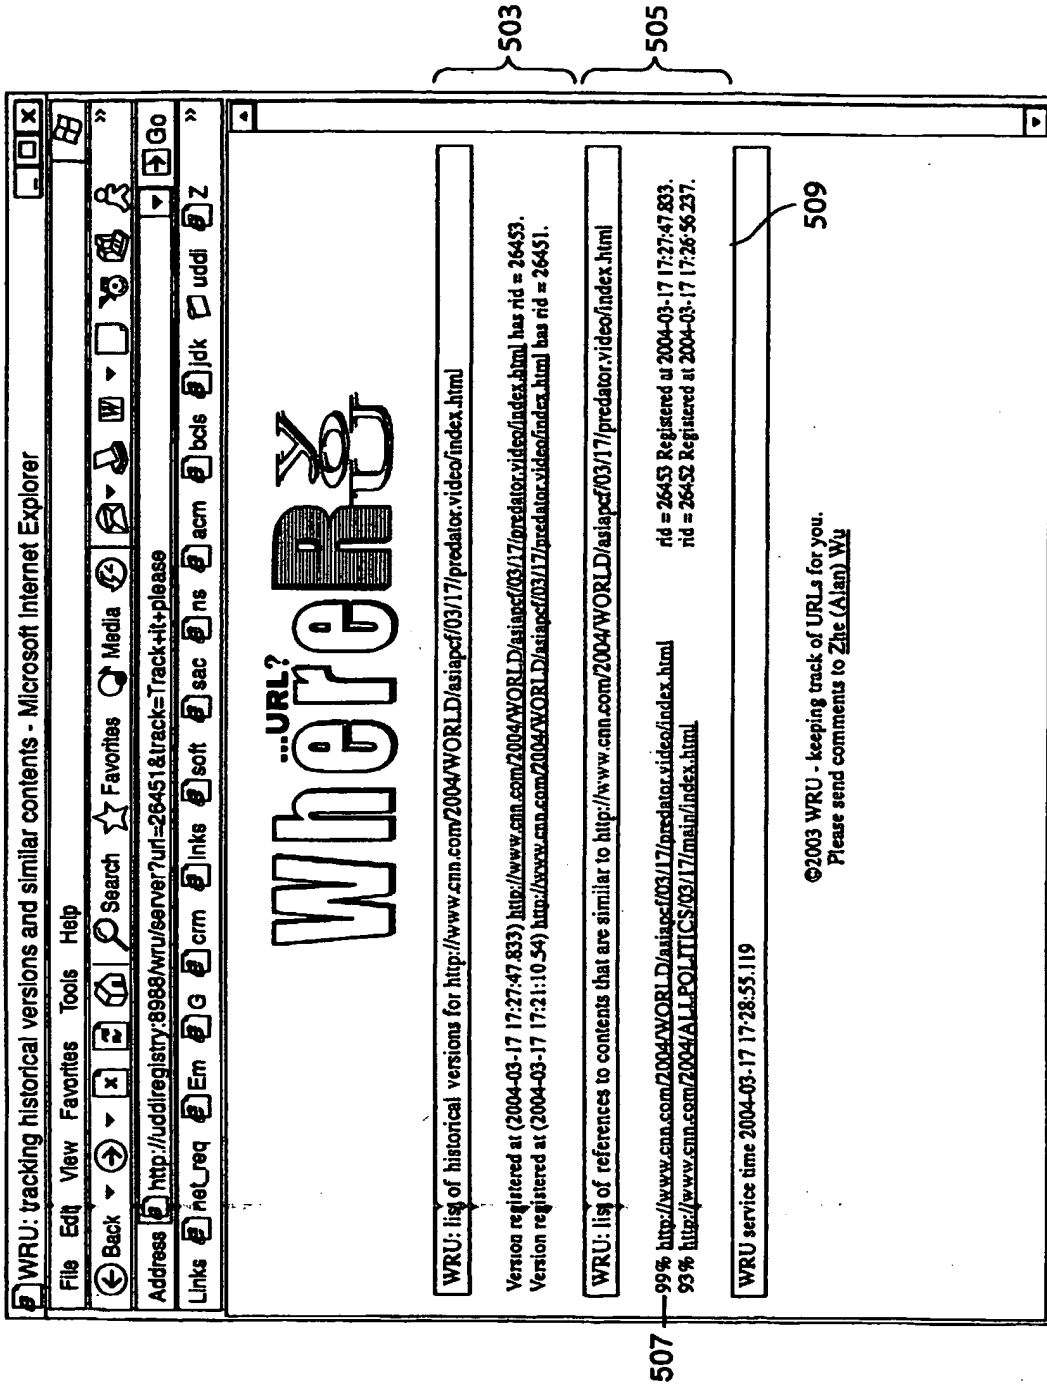 WRU: tracking historical versions and similar contents - Microsoft Internet Explorer
File Edit View Favorites Tools Help
Back Search Favorites Media W »
Address http://uddiregistry:8988/wru/server?url=26451&track=Track+it+please Go
Links net_req Em G crm lnks soft sac ns acm bcls jdk uddi Z »
...URL?
WhereRYOU
WRU: list of historical versions for http://www.cnn.com/2004/WORLD/asiapcf/03/17/predator.video/index.html
503
Version registered at (2004-03-17 17:27:47.833) http://www.cnn.com/2004/WORLD/asiapcf/03/17/predator.video/index.html has rid = 26453.
Version registered at (2004-03-17 17:21:10.54) http://www.cnn.com/2004/WORLD/asiapcf/03/17/predator.video/index.html has rid = 26451.
WRU: list of references to contents that are similar to http://www.cnn.com/2004/WORLD/asiapcf/03/17/predator.video/index.html
505
507
99% http://www.cnn.com/2004/WORLD/asiapcf/03/17/predator.video/index.html rid = 26453 Registered at 2004-03-17 17:27:47.833.
93% http://www.cnn.com/2004/ALLPOLITICS/03/17/main/index.html rid = 26452 Registered at 2004-03-17 17:26:56.237.
WRU service time 2004-03-17 17:28:55.119
509
©2003 WRU - keeping track of URLs for you.
Please send comments to Zhe (Alan) Wu